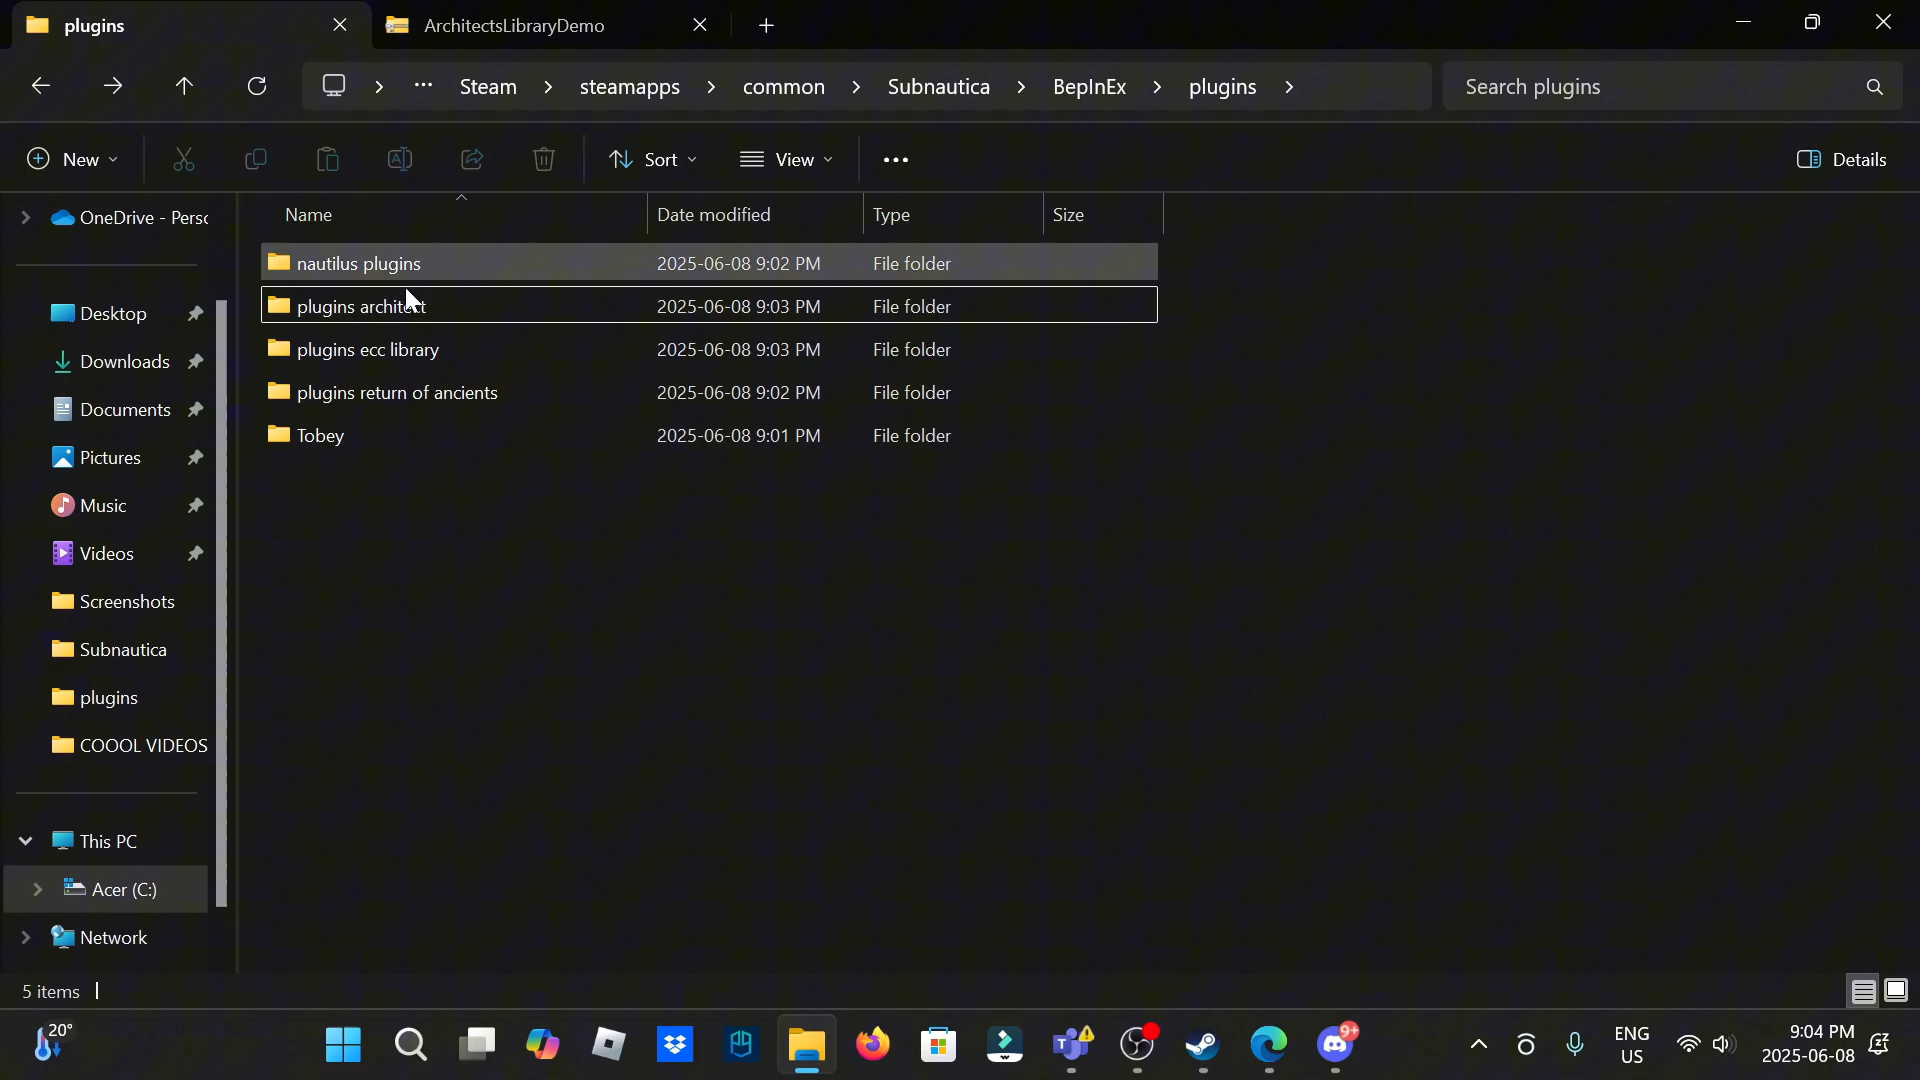 plugins
ArchitectsLibraryDemo
Steam
steamapps
common
Subnautica
BepInEx
plugins
Search plugins
New
Sort
View
Details
Name
Date modified
Type
Size
nautilus plugins 2025-06-08 9:02 PM File folder
plugins architect 2025-06-08 9:03 PM File folder
plugins ecc library 2025-06-08 9:03 PM File folder
plugins return of ancients 2025-06-08 9:02 PM File folder
Tobey 2025-06-08 9:01 PM File folder
OneDrive - Persc
Desktop
Downloads
Documents
Pictures
Music
Videos
Screenshots
Subnautica
plugins
COOOL VIDEOS
This PC
Acer (C:)
Network
5 items
20°
9+
ENG
US
9:04 PM
2025-06-08